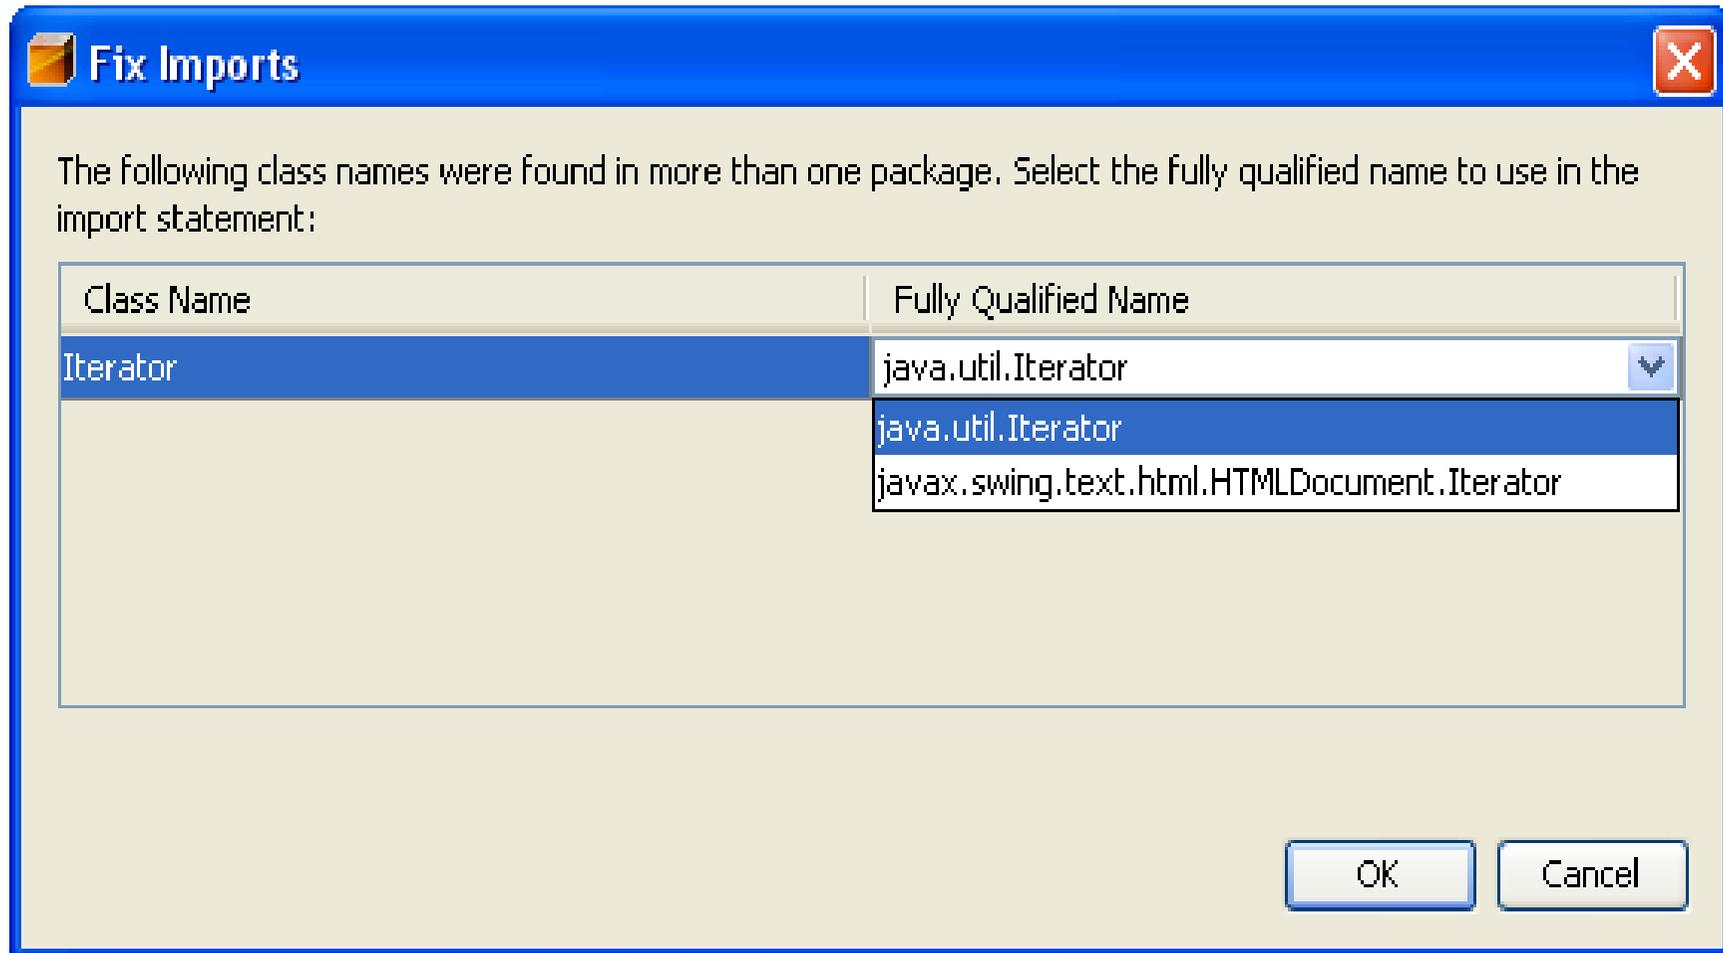 Fix Imports
The following class names were found in more than one package. Select the fully qualified name to use in the
import statement:
Class Name Fully Qualified Name
Iterator java.util.Iterator
java.util.Iterator
javax.swing.text.html.HTMLDocument.Iterator
OK Cancel